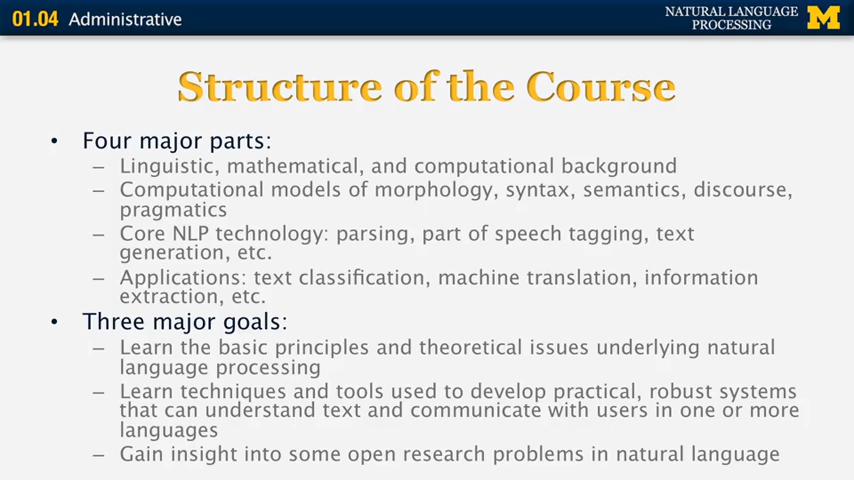 01.04 Administrative
NATURAL LANGUAGE
PROCESSING
M
Structure of the Course
• Four major parts:
– Linguistic, mathematical, and computational background
– Computational models of morphology, syntax, semantics, discourse,
pragmatics
– Core NLP technology: parsing, part of speech tagging, text
generation, etc.
– Applications: text classification, machine translation, information
extraction, etc.
• Three major goals:
– Learn the basic principles and theoretical issues underlying natural
language processing
– Learn techniques and tools used to develop practical, robust systems
that can understand text and communicate with users in one or more
languages
– Gain insight into some open research problems in natural language